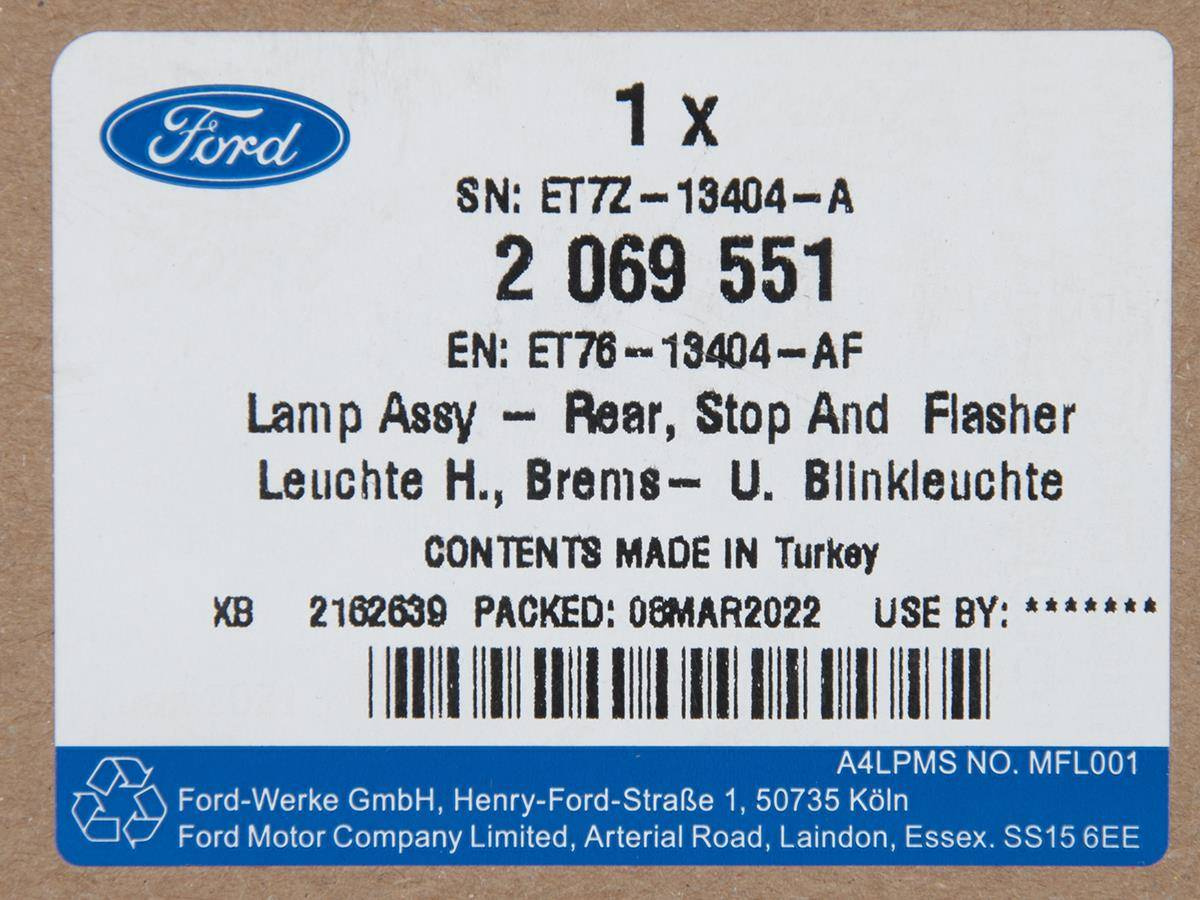 Ford
1 x
SN: ET7Z-13404-A
2 069 551
EN: ET76-13404-AF
Lamp Assy - Rear, Stop And Flasher
Leuchte H., Brems- U. Blinkleuchte
CONTENTS MADE IN Turkey
XB 2162639 PACKED: 08MAR2022 USE BY: *******
A4LPMS NO. MFL001
Ford-Werke GmbH, Henry-Ford-Straße 1, 50735 Köln
Ford Motor Company Limited, Arterial Road, Laindon, Essex. SS15 6EE